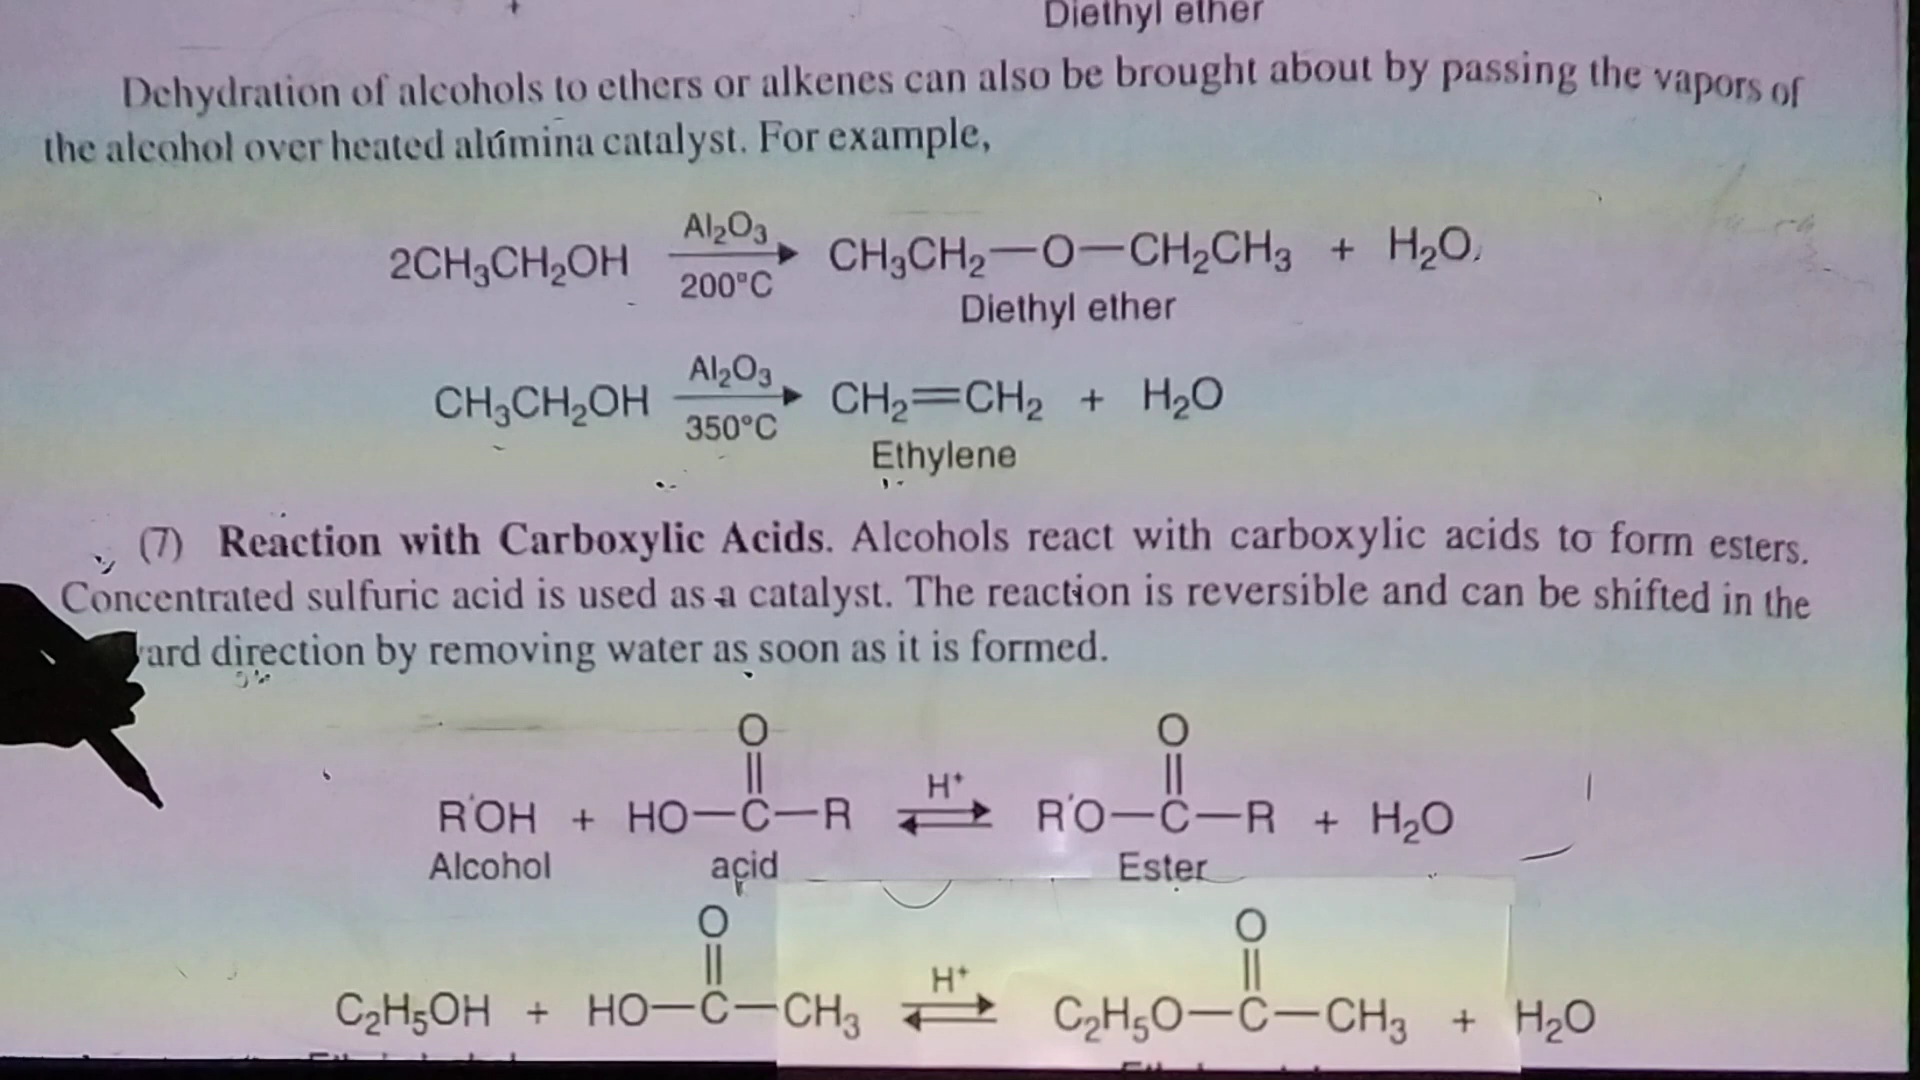 Diethyl ether
Dehydration of alcohols to ethers or alkenes can also be brought about by passing the vapors of
the alcohol over heated alumina catalyst. For example,
2CH₃CH₂OH Al₂O₃ 200°C → CH₃CH₂—O—CH₂CH₃ + H₂O
Diethyl ether
CH₃CH₂OH Al₂O₃ 350°C → CH₂=CH₂ + H₂O
Ethylene
(7) Reaction with Carboxylic Acids. Alcohols react with carboxylic acids to form esters.
Concentrated sulfuric acid is used as a catalyst. The reaction is reversible and can be shifted in the
ard direction by removing water as soon as it is formed.
O O
|| ||
R'OH + HO—C—R H⁺ ⇌ R'O—C—R + H₂O
Alcohol acid Ester
O O
|| ||
C₂H₅OH + HO—C—CH₃ H⁺ ⇌ C₂H₅O—C—CH₃ + H₂O